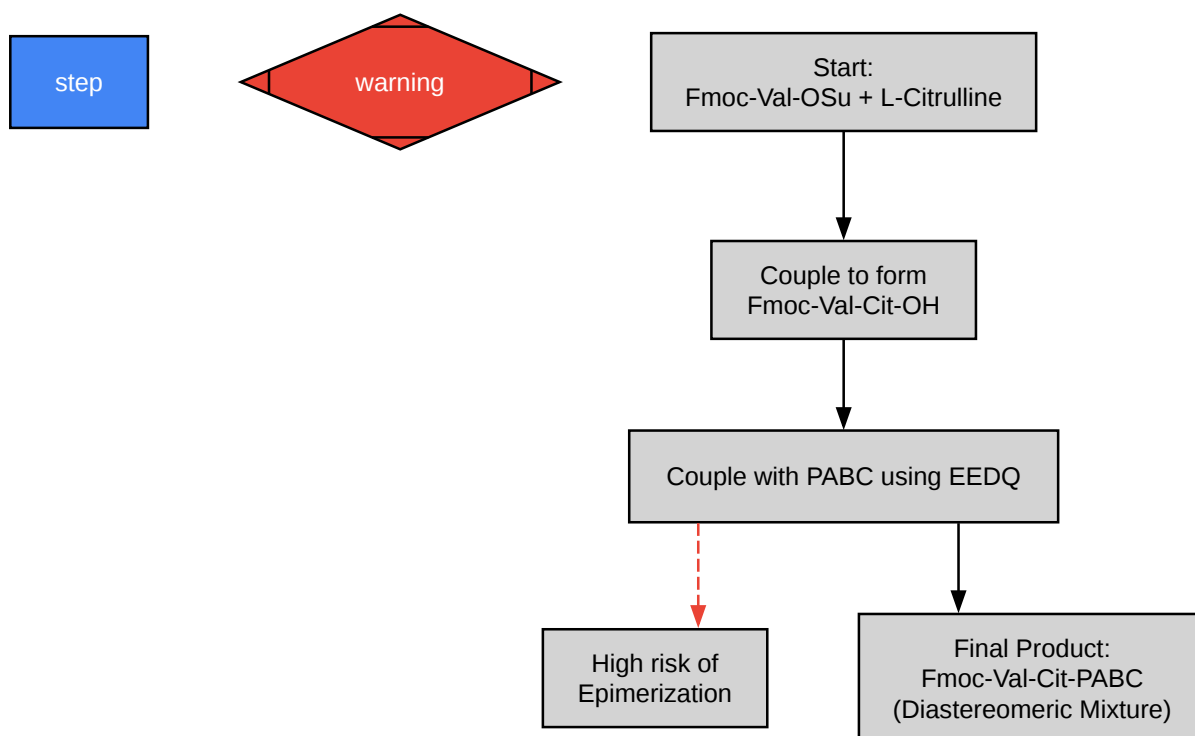 step
warning
Start:
Fmoc-Val-OSu + L-Citrulline
Couple to form
Fmoc-Val-Cit-OH
Couple with PABC using EEDQ
High risk of
Epimerization
Final Product:
Fmoc-Val-Cit-PABC
(Diastereomeric Mixture)